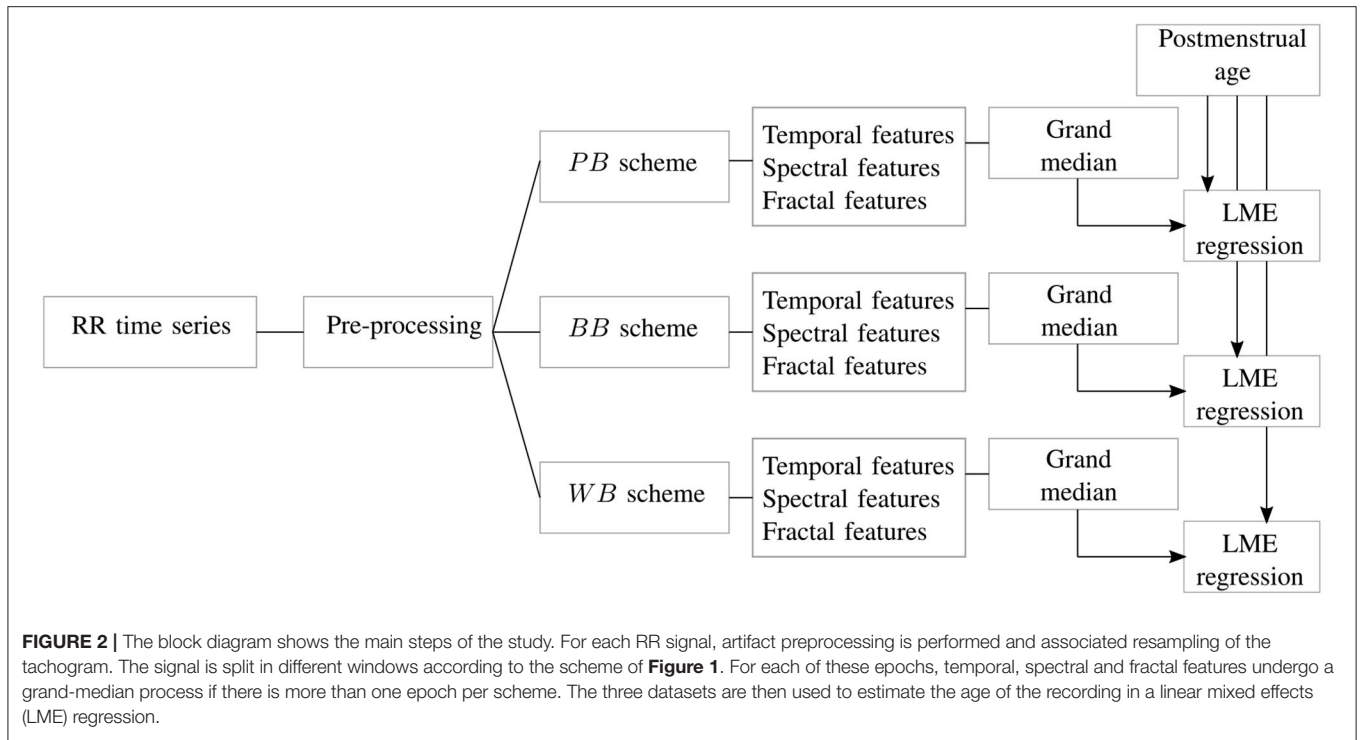 Postmenstrual
age
Temporal features
Spectral features
Fractal features
Grand
median
PB scheme
LME
regression
RR time series
Pre-processing
BB scheme
Temporal features
Spectral features
Fractal features
Grand
median
LME
regression
WB scheme
Temporal features
Spectral features
Fractal features
Grand
median
LME
regression
FIGURE 2 | The block diagram shows the main steps of the study. For each RR signal, artifact preprocessing is performed and associated resampling of the
tachogram. The signal is split in different windows according to the scheme of Figure 1. For each of these epochs, temporal, spectral and fractal features undergo a
grand-median process if there is more than one epoch per scheme. The three datasets are then used to estimate the age of the recording in a linear mixed effects
(LME) regression.